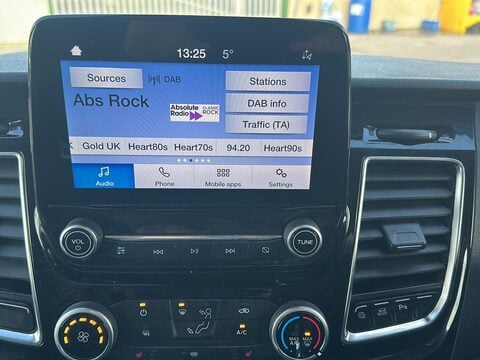 13:25 5°
Sources DAB Stations
Abs Rock
Absolute Radio CLASSIC ROCK
DAB info
Traffic (TA)
K Gold UK Heart80s Heart70s 94.20 Heart90s
Audio Phone Mobile apps Settings
VOL TUNE
A/C
MAX A/C MAX